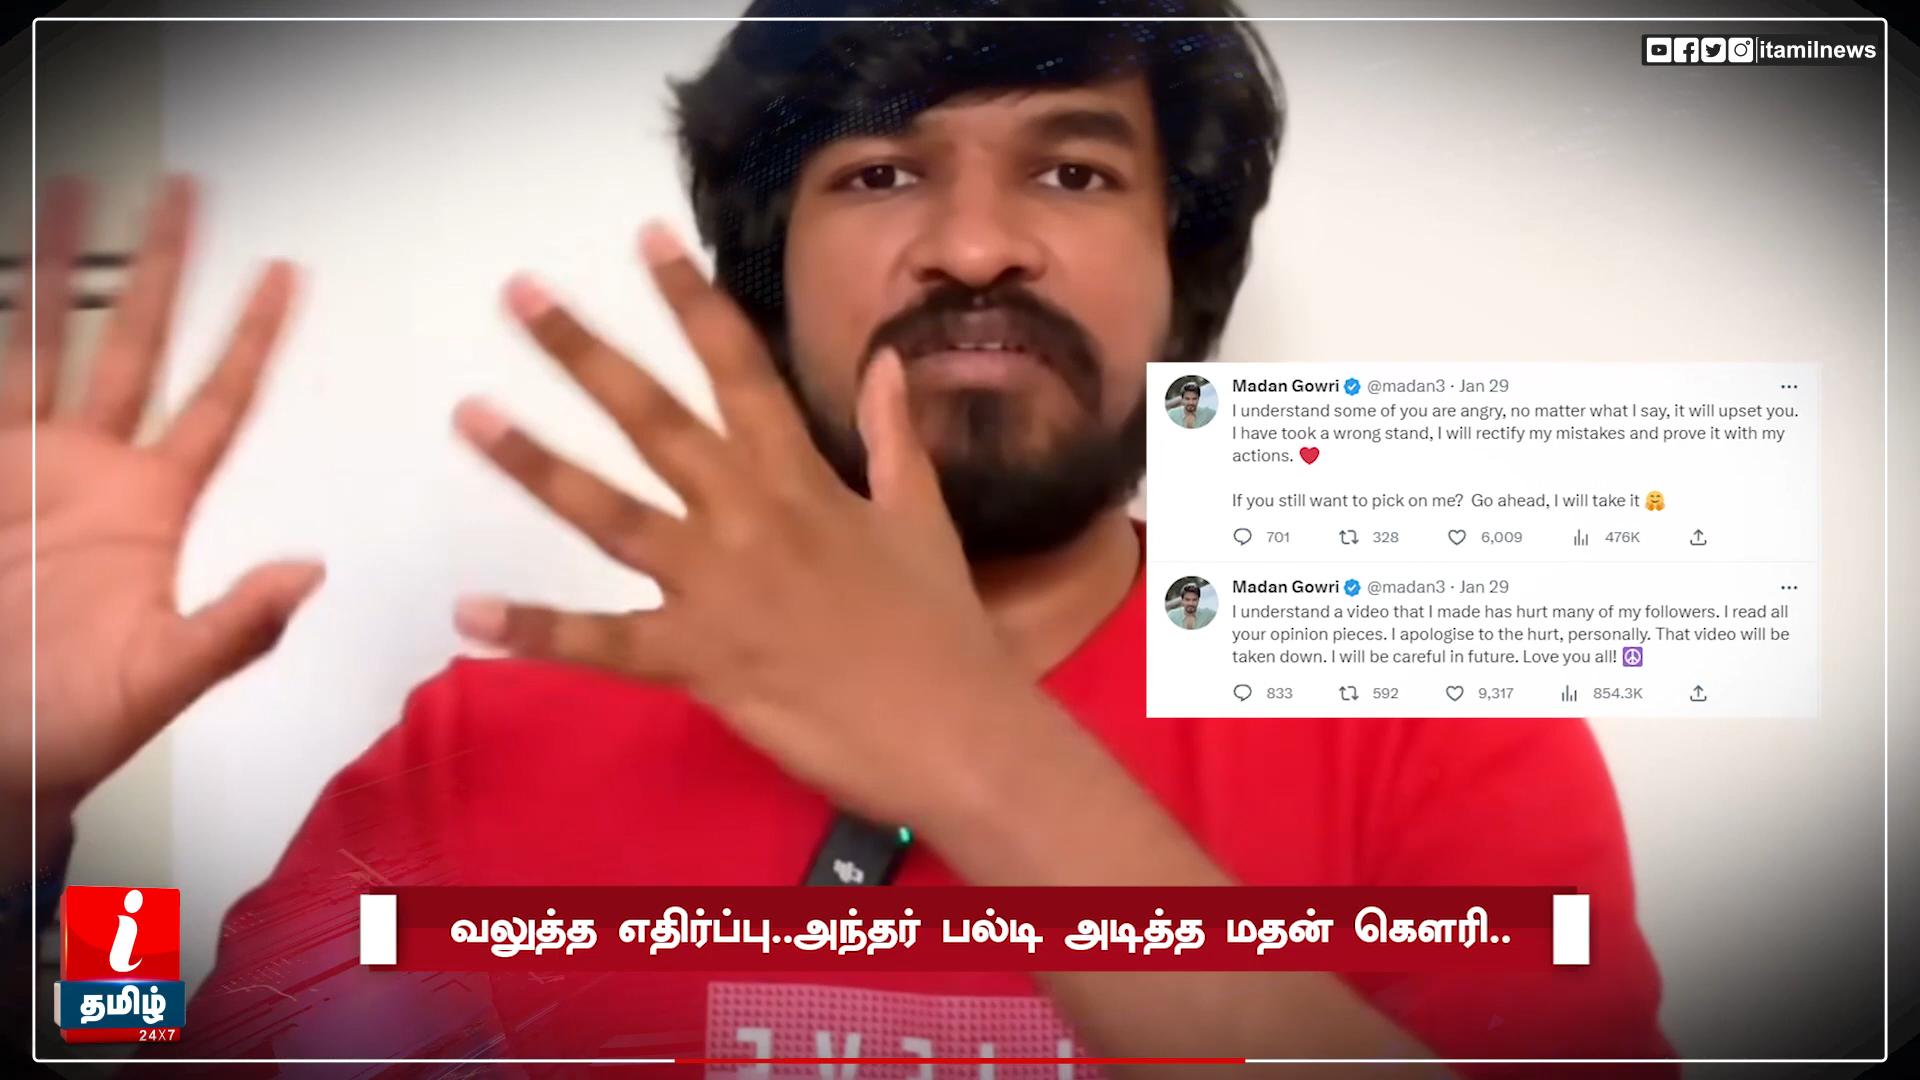 itamilnews
Madan Gowri @madan3 · Jan 29
I understand some of you are angry, no matter what I say, it will upset you.
I have took a wrong stand, I will rectify my mistakes and prove it with my
actions. ❤️
If you still want to pick on me? Go ahead, I will take it 🤗
701 328 6,009 476K
Madan Gowri @madan3 · Jan 29
I understand a video that I made has hurt many of my followers. I read all
your opinion pieces. I apologise to the hurt, personally. That video will be
taken down. I will be careful in future. Love you all! ☮️
833 592 9,317 854.3K
வலுத்த எதிர்ப்பு..அந்தர் பல்டி அடித்த மதன் கௌரி..
i
தமிழ்
24X7